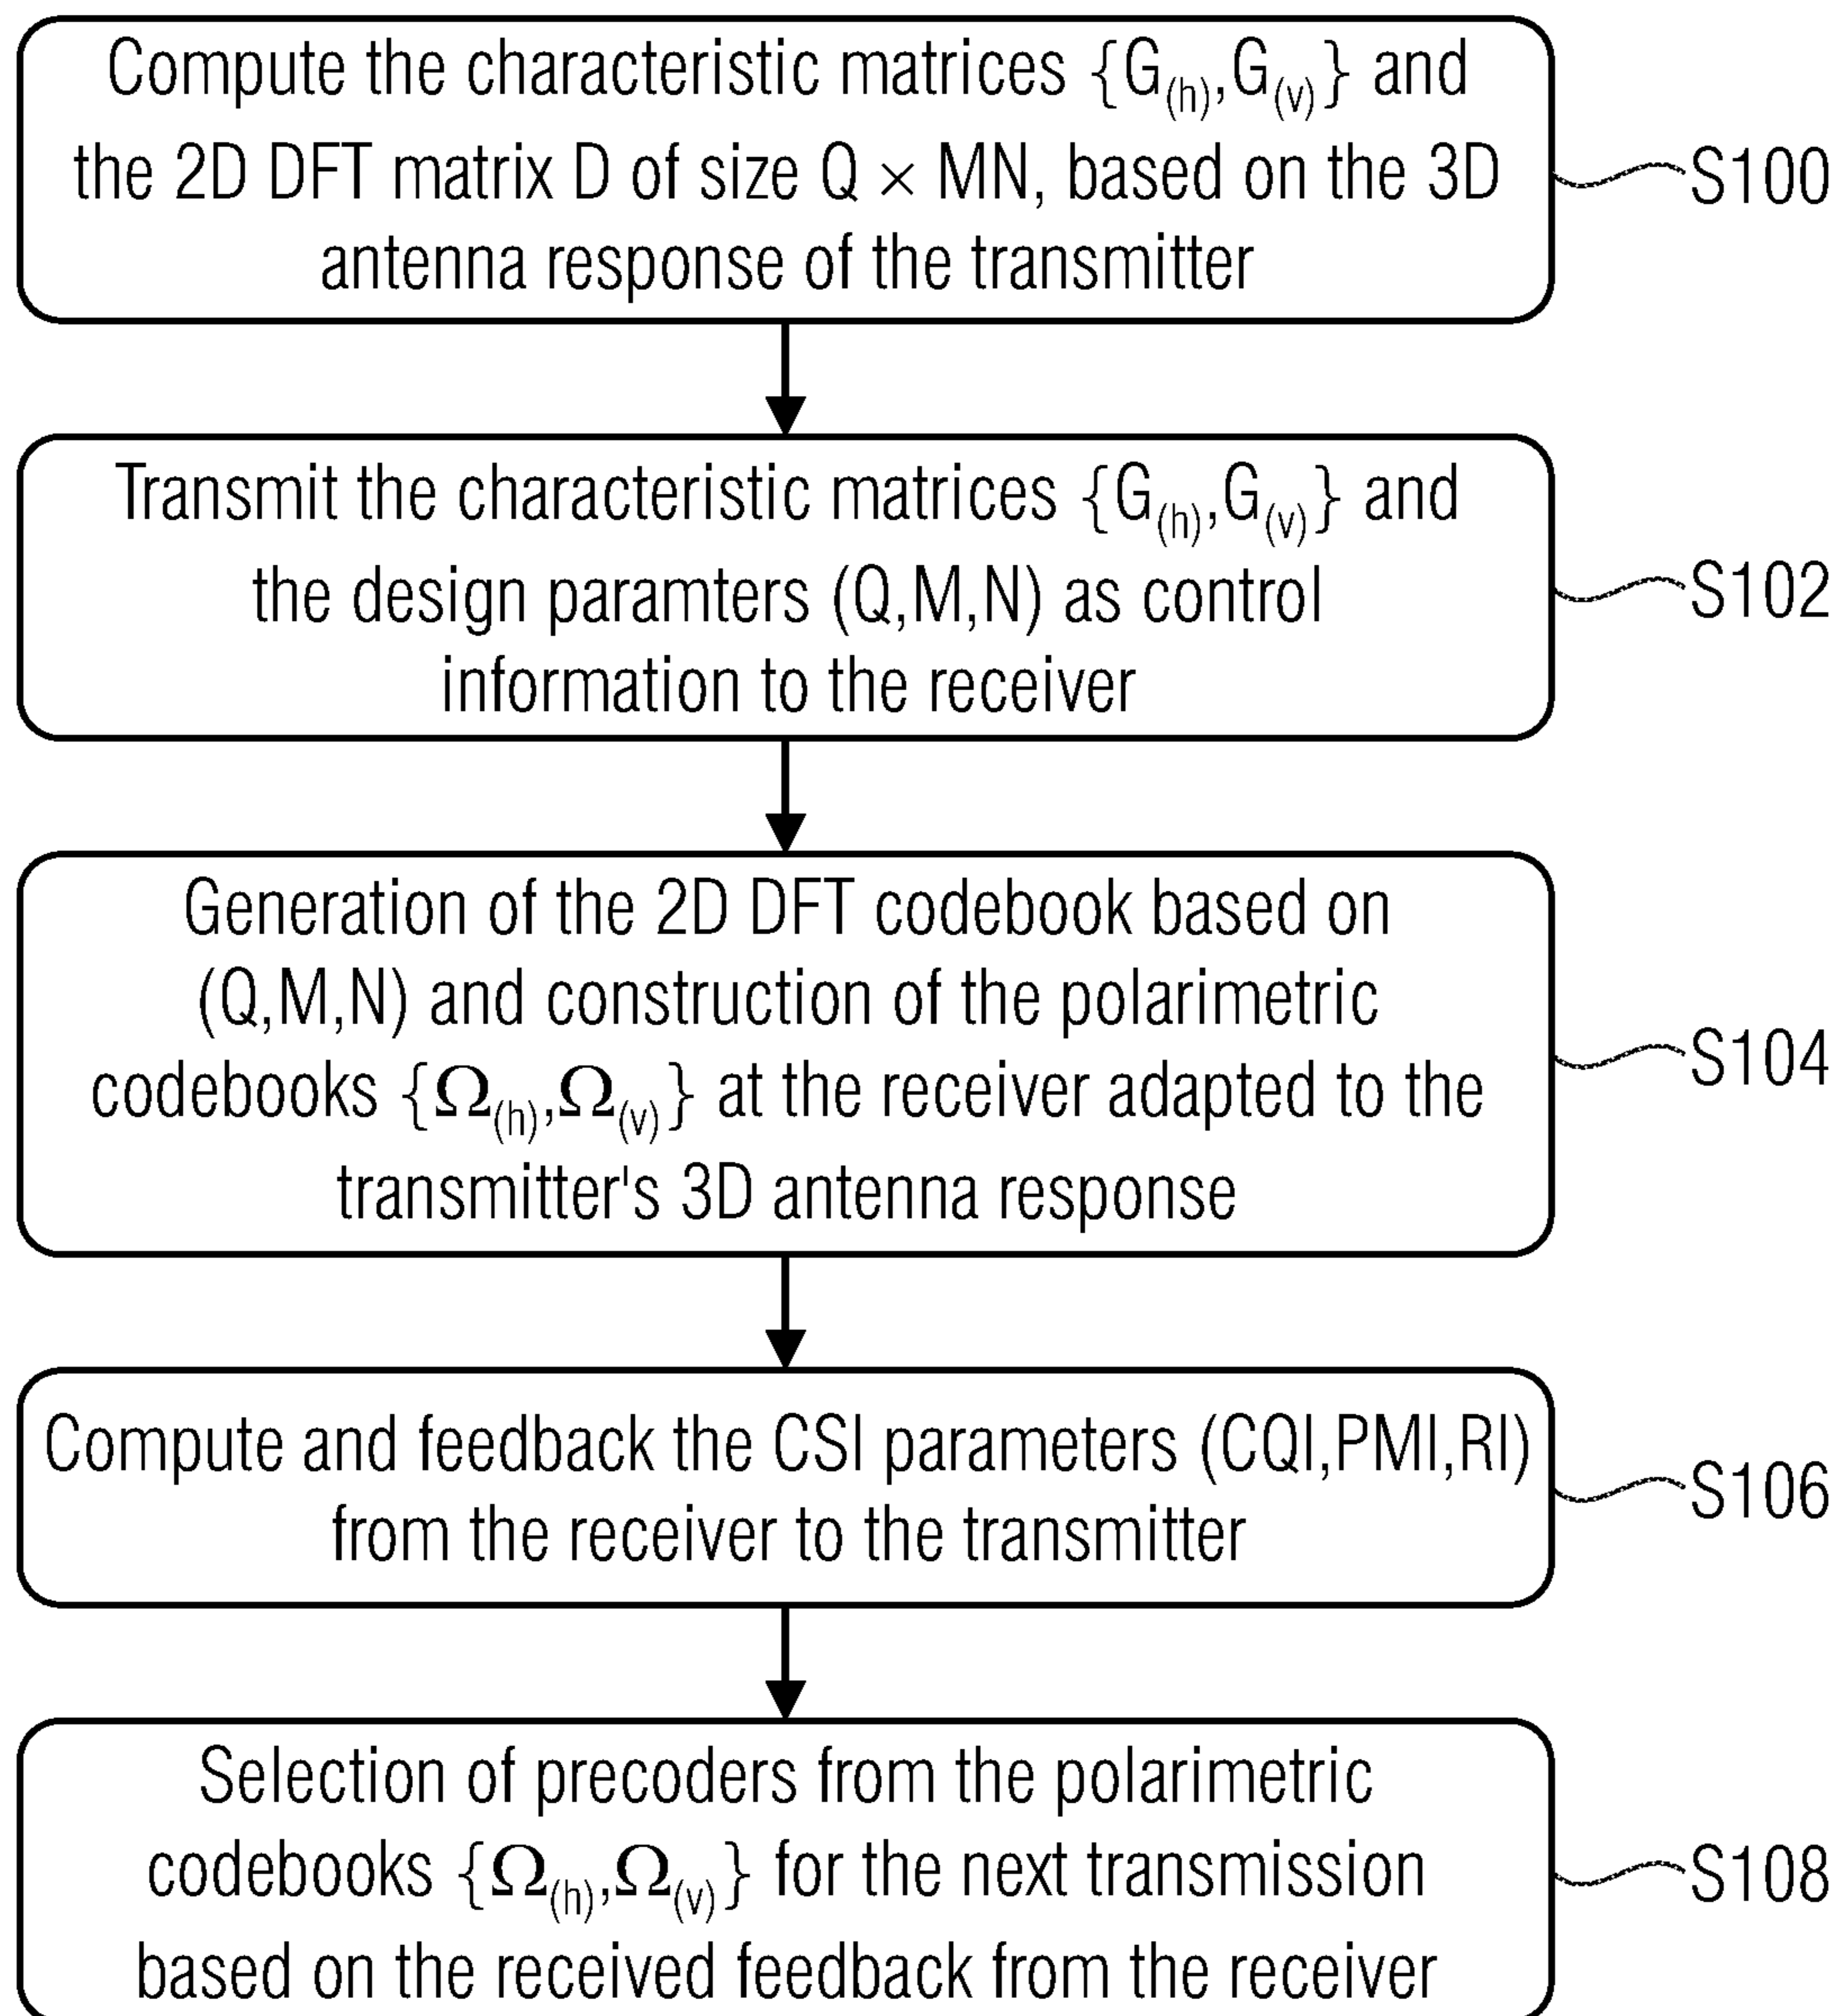 Compute the characteristic matrices {G(h),G(v)} and
the 2D DFT matrix D of size Q × MN, based on the 3D
antenna response of the transmitter
S100
Transmit the characteristic matrices {G(h),G(v)} and
the design paramters (Q,M,N) as control
information to the receiver
S102
Generation of the 2D DFT codebook based on
(Q,M,N) and construction of the polarimetric
codebooks {Ω(h),Ω(v)} at the receiver adapted to the
transmitter's 3D antenna response
S104
Compute and feedback the CSI parameters (CQI,PMI,RI)
from the receiver to the transmitter
S106
Selection of precoders from the polarimetric
codebooks {Ω(h),Ω(v)} for the next transmission
based on the received feedback from the receiver
S108